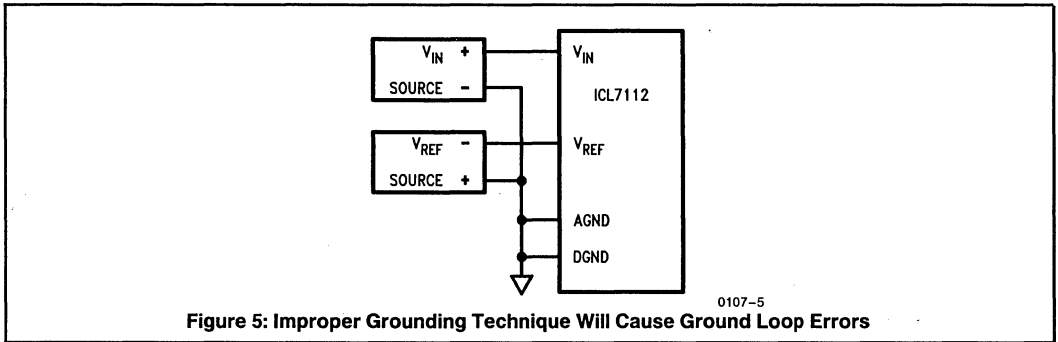 V_IN +
SOURCE -
V_REF -
SOURCE +
V_IN
ICL7112
V_REF
AGND
DGND
0107-5
Figure 5: Improper Grounding Technique Will Cause Ground Loop Errors